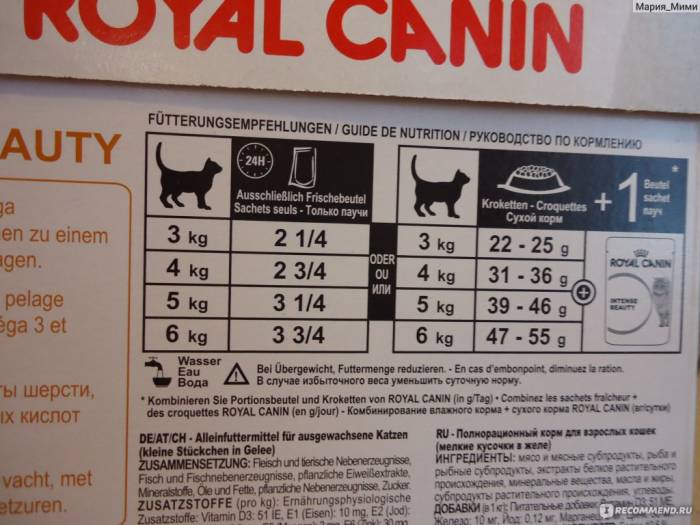 Мария_Мими
ROYAL CANIN
AUTY
FÜTTERUNGSEMPFEHLUNGEN / GUIDE DE NUTRITION / РУКОВОДСТВО ПО КОРМЛЕНИЮ
24H
Ausschließlich Frischebeutel
Sachets seuls - Только паучи
3 kg 2 1/4
4 kg 2 3/4
5 kg 3 1/4
6 kg 3 3/4
ODER
OU
ИЛИ
Kroketten - Croquettes
Сухой корм
+ 1 Beutel
sachet
пауч
*
3 kg 22 - 25 g
4 kg 31 - 36 g
5 kg 39 - 46 g
6 kg 47 - 55 g
+
ROYAL CANIN
INTENSE
BEAUTY
ga
en zu einem
agen.
pelage
éga 3 et
ты шерсти,
ых кислот
vacht, met
etzuren.
Wasser
Eau
Вода
Bei Übergewicht, Futtermenge reduzieren. - En cas d'embonpoint, diminuez la ration.
В случае избыточного веса уменьшить суточную норму.
* Kombinieren Sie Portionsbeutel und Kroketten von ROYAL CANIN (in g/Tag) • Combinez les sachets fraîcheur +
des croquettes ROYAL CANIN (en g/jour) - Комбинирование влажного корма + сухого корма ROYAL CANIN
DE/AT/CH - Alleinfuttermittel für ausgewachsene Katzen
(kleine Stückchen in Gelee)
ZUSAMMENSETZUNG: Fleisch und tierische Nebenerzeugnisse,
Fisch und Fischnebenerzeugnisse, pflanzliche Eiweißextrakte,
Mineralstoffe, Öle und Fette, pflanzliche Nebenerzeugnisse, Zucker.
ZUSATZSTOFFE (pro kg): Ernährungsphysiologische
Zusatzstoffe: Vitamin D3: 51 IE, E1 (Eisen): 10 mg, E2 (Jod):
RU - Полнорационный корм для взрослых кошек
(мелкие кусочки в желе)
ИНГРЕДИЕНТЫ: мясо и мясные субпродукты, рыба и
рыбные субпродукты, экстракты белков растительного
происхождения, минеральные вещества, масла и жиры,
субпродукты растительного происхождения, углеводы.
ДОБАВКИ (в 1 кг): Питательные добавки: Витамин D3: 51 ME,
Железо: 10 мг,
RECOMMEND.RU